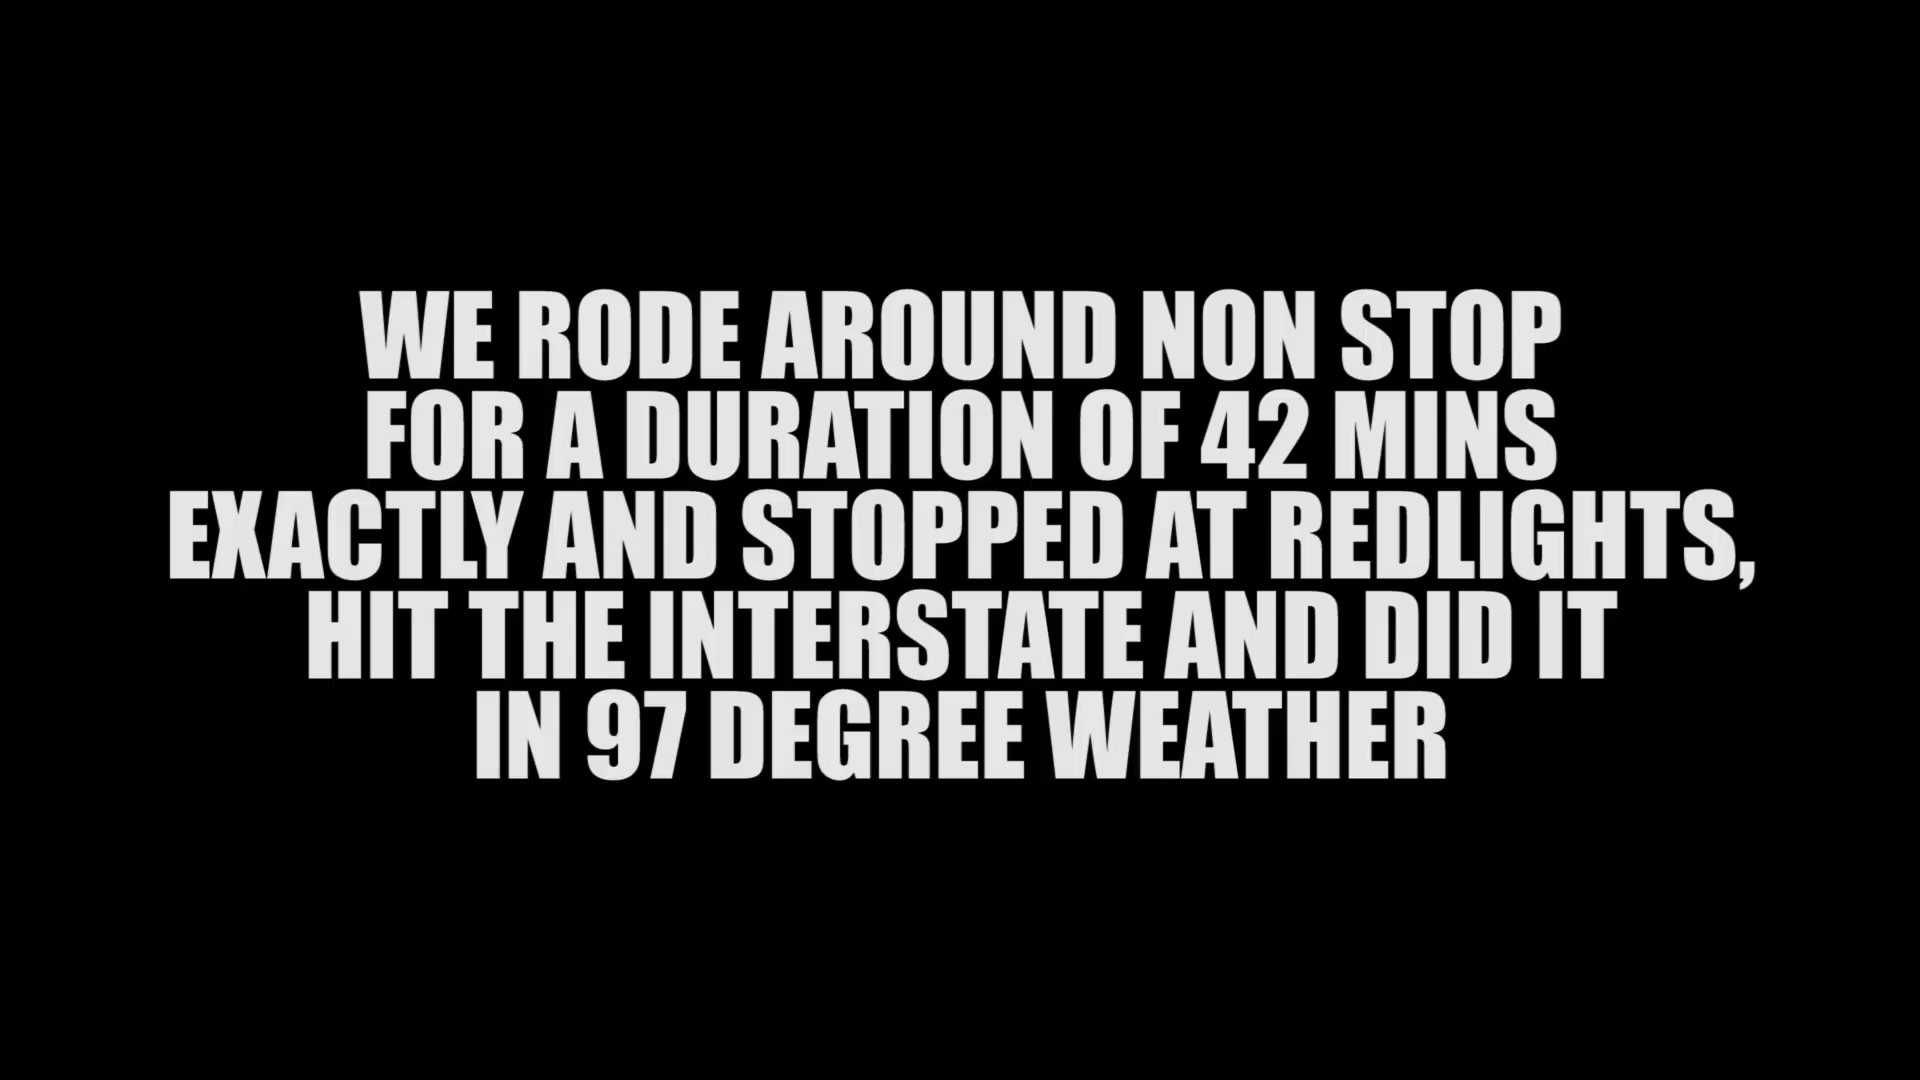 WE RODE AROUND NON STOP
FOR A DURATION OF 42 MINS
EXACTLY AND STOPPED AT REDLIGHTS,
HIT THE INTERSTATE AND DID IT
IN 97 DEGREE WEATHER